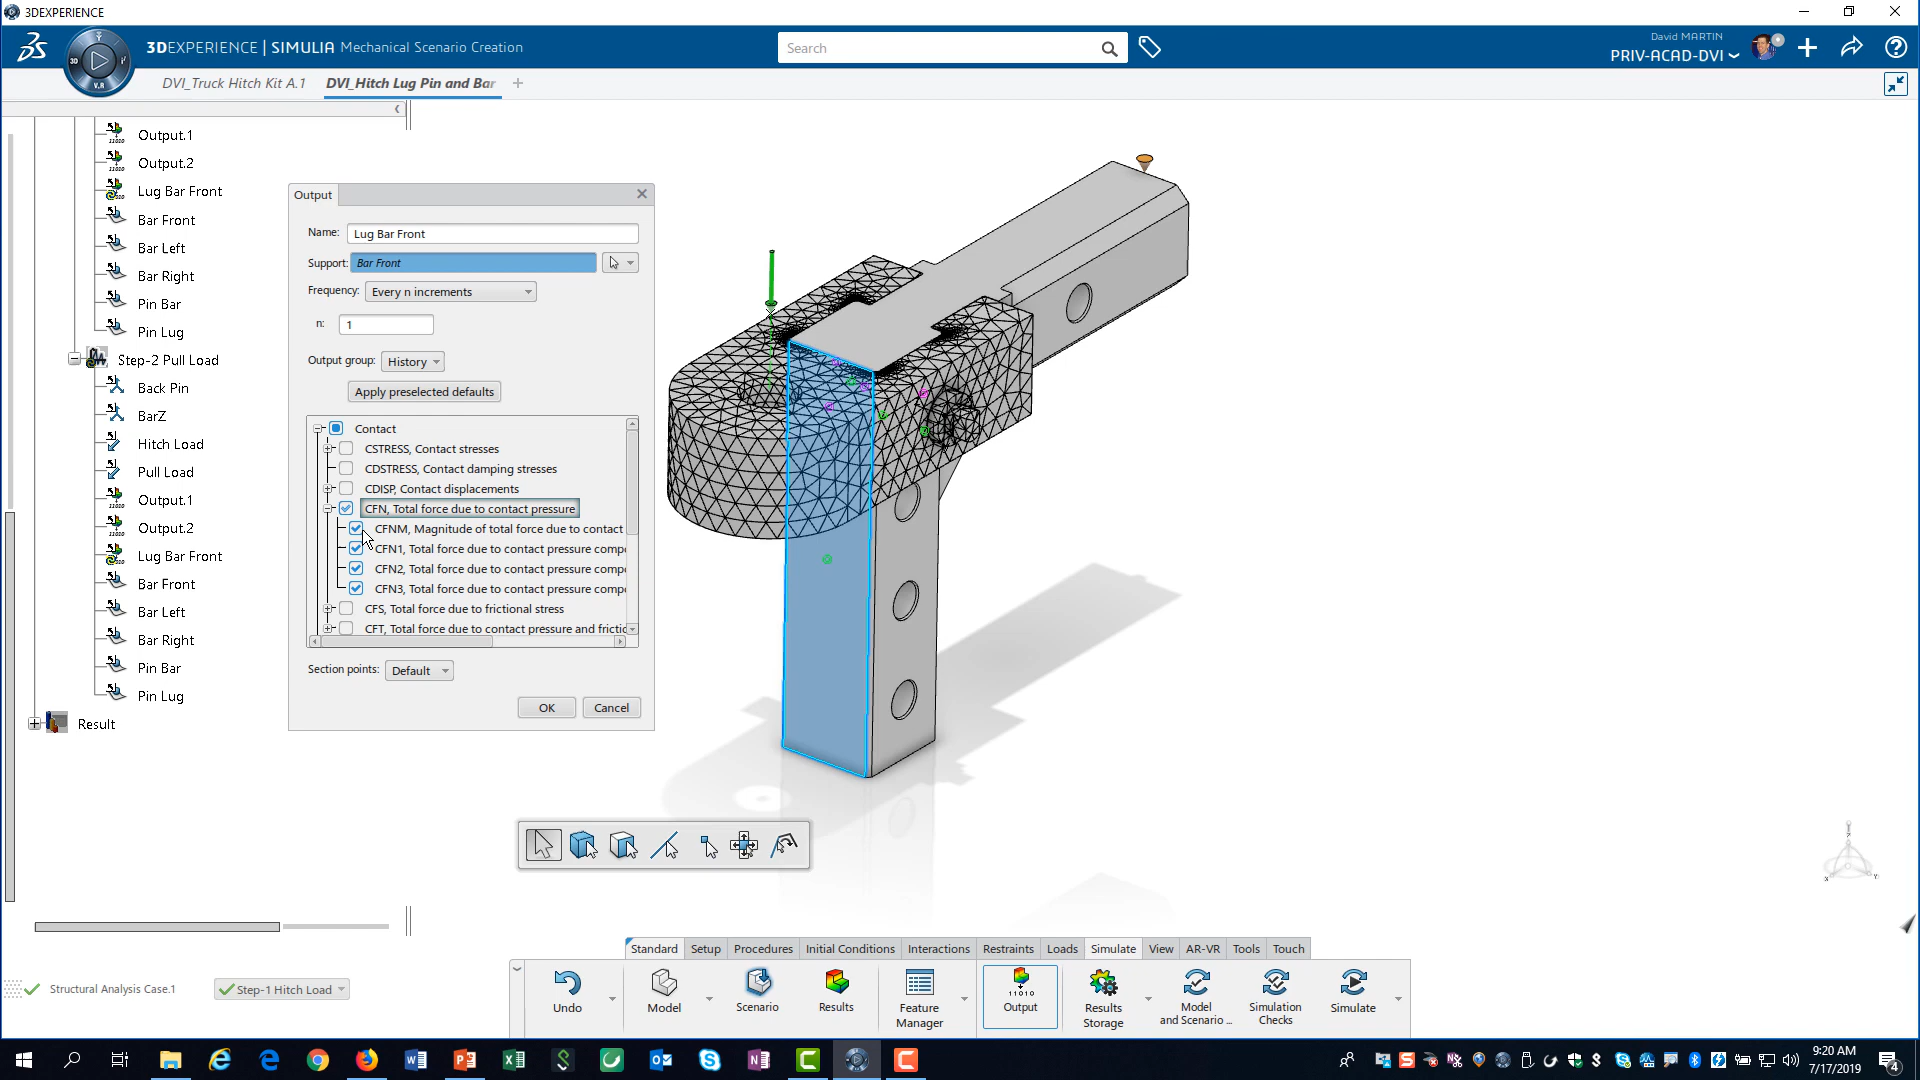 3DEXPERIENCE
3DEXPERIENCE | SIMULIA Mechanical Scenario Creation
3D
V.R
Search
David MARTIN
PRIV-ACAD-DVI
DVI_Truck Hitch Kit A.1
DVI_Hitch Lug Pin and Bar
Output.1
Output.2
Lug Bar Front
Bar Front
Bar Left
Bar Right
Pin Bar
Pin Lug
Step-2 Pull Load
Back Pin
BarZ
Hitch Load
Pull Load
Output.1
Output.2
Lug Bar Front
Bar Front
Bar Left
Bar Right
Pin Bar
Pin Lug
Result
Output
Name: Lug Bar Front
Support: Bar Front
Frequency: Every n increments
n: 1
Output group: History
Apply preselected defaults
Contact
CSTRESS, Contact stresses
CDSTRESS, Contact damping stresses
CDISP, Contact displacements
CFN, Total force due to contact pressure
CFNM, Magnitude of total force due to contact
CFN1, Total force due to contact pressure compo
CFN2, Total force due to contact pressure compo
CFN3, Total force due to contact pressure compo
CFS, Total force due to frictional stress
CFT, Total force due to contact pressure and frictic
Section points: Default
OK Cancel
Z
X Y
Structural Analysis Case.1
Step-1 Hitch Load
Standard Setup Procedures Initial Conditions Interactions Restraints Loads Simulate View AR-VR Tools Touch
11010
Undo Model Scenario Results Feature Manager Output Results Storage Model and Scenario ... Simulation Checks Simulate
9:20 AM
7/17/2019
4